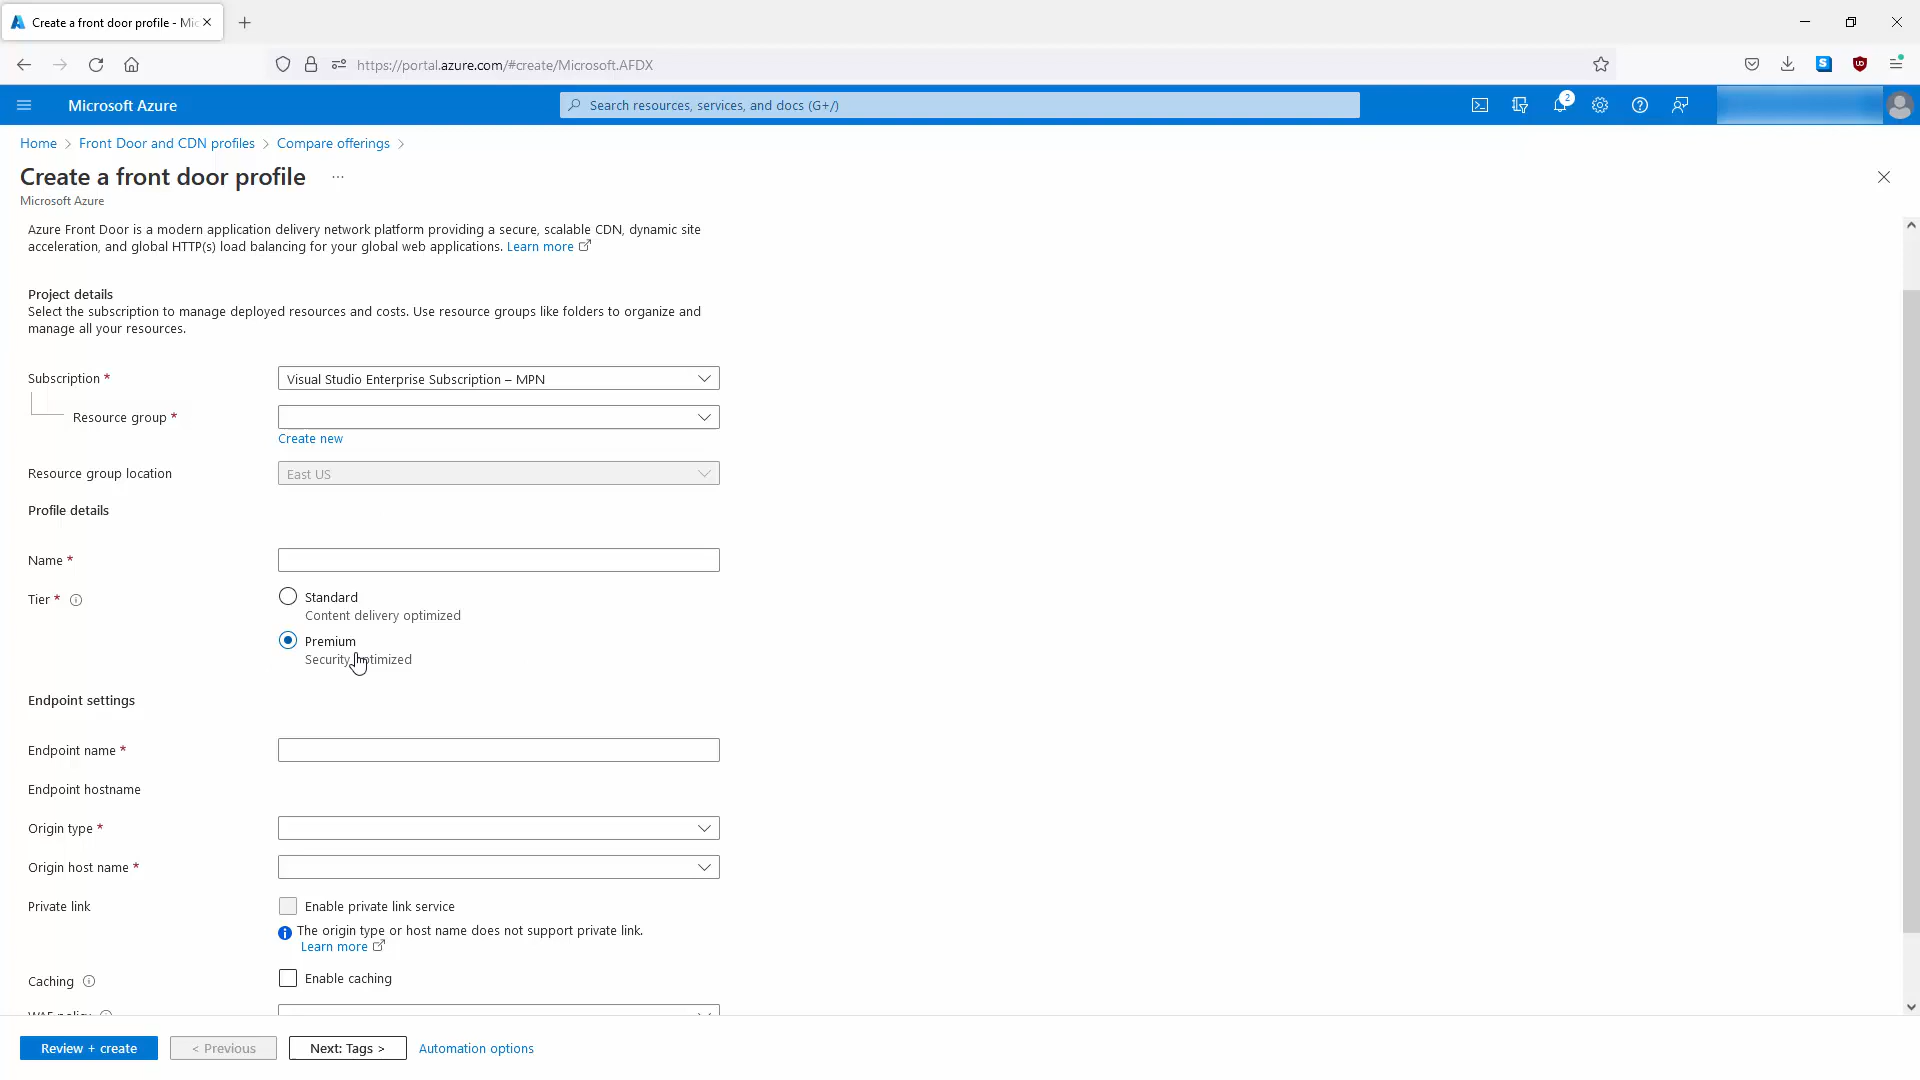 Create a front door profile - Mic
https://portal.azure.com/#create/Microsoft.AFDX
Microsoft Azure
Search resources, services, and docs (G+/)
2
Home > Front Door and CDN profiles > Compare offerings >
Create a front door profile ...
Microsoft Azure
Azure Front Door is a modern application delivery network platform providing a secure, scalable CDN, dynamic site
acceleration, and global HTTP(s) load balancing for your global web applications. Learn more
Project details
Select the subscription to manage deployed resources and costs. Use resource groups like folders to organize and
manage all your resources.
Subscription *
Visual Studio Enterprise Subscription – MPN
Resource group *
Create new
Resource group location
East US
Profile details
Name *
Tier *
Standard
Content delivery optimized
Premium
Security optimized
Endpoint settings
Endpoint name *
Endpoint hostname
Origin type *
Origin host name *
Private link
Enable private link service
The origin type or host name does not support private link.
Learn more
Caching
Enable caching
WAF policy
Review + create
< Previous
Next: Tags >
Automation options